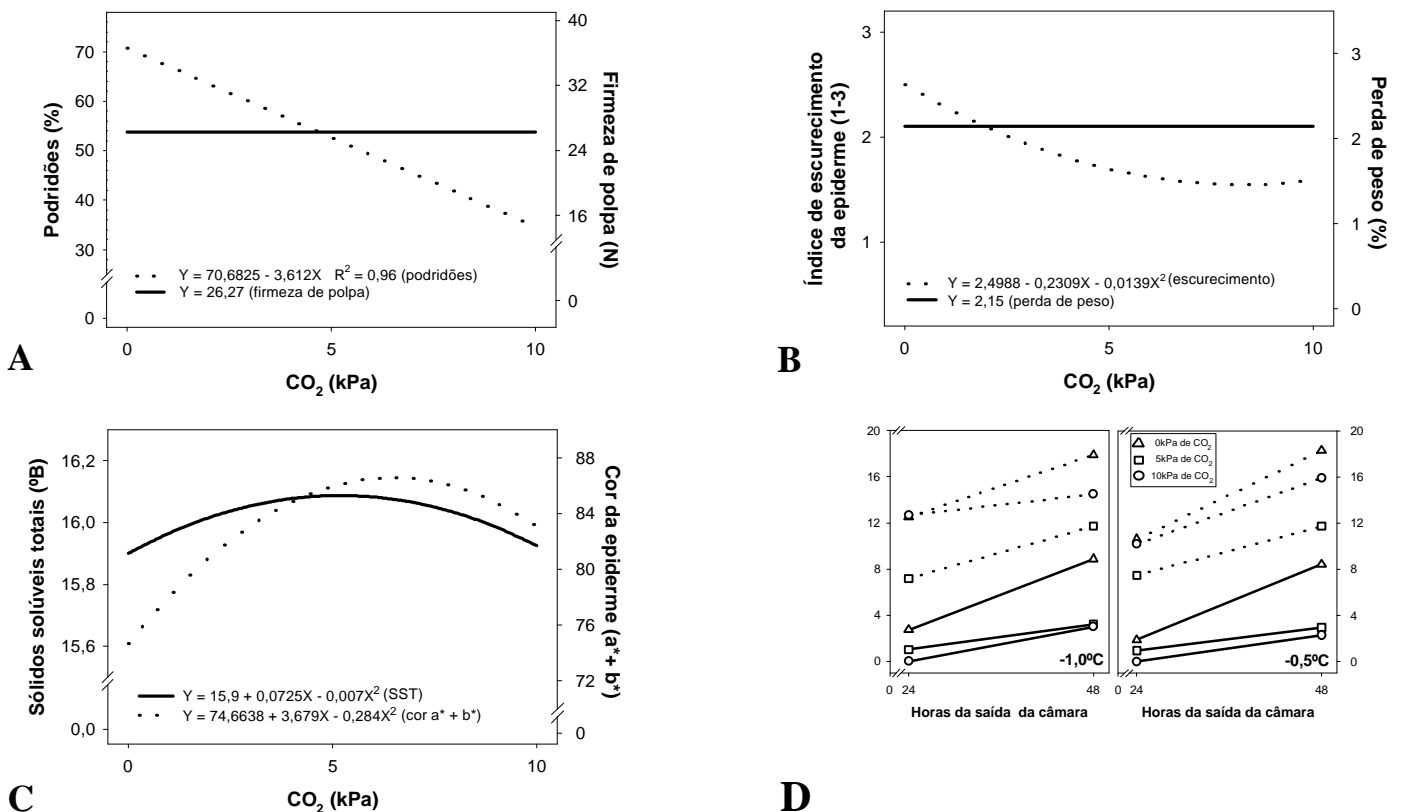 Podridões (%)
70
60
50
40
30
0
Firmeza de polpa (N)
40
32
24
16
0
Y = 70,6825 - 3,612X R² = 0,96 (podridões)
Y = 26,27 (firmeza de polpa)
0 5 10
CO₂ (kPa)
A
Índice de escurecimento
da epiderme (1-3)
3
2
1
Perda de peso (%)
3
2
1
0
Y = 2,4988 - 0,2309X - 0,0139X² (escurecimento)
Y = 2,15 (perda de peso)
0 5 10
CO₂ (kPa)
B
Sólidos solúveis totais (ºB)
16,2
16,0
15,8
15,6
0,0
Cor da epiderme (a*+ b*)
88
84
80
76
72
0
Y = 15,9 + 0,0725X - 0,007X² (SST)
Y = 74,6638 + 3,679X - 0,284X² (cor a* + b*)
0 5 10
CO₂ (kPa)
C
20
16
12
8
4
0
-1,0ºC
0 24 48
Horas da saída da câmara
0kPa de CO₂
5kPa de CO₂
10kPa de CO₂
20
16
12
8
4
0
-0,5ºC
0 24 48
Horas da saída da câmara
D